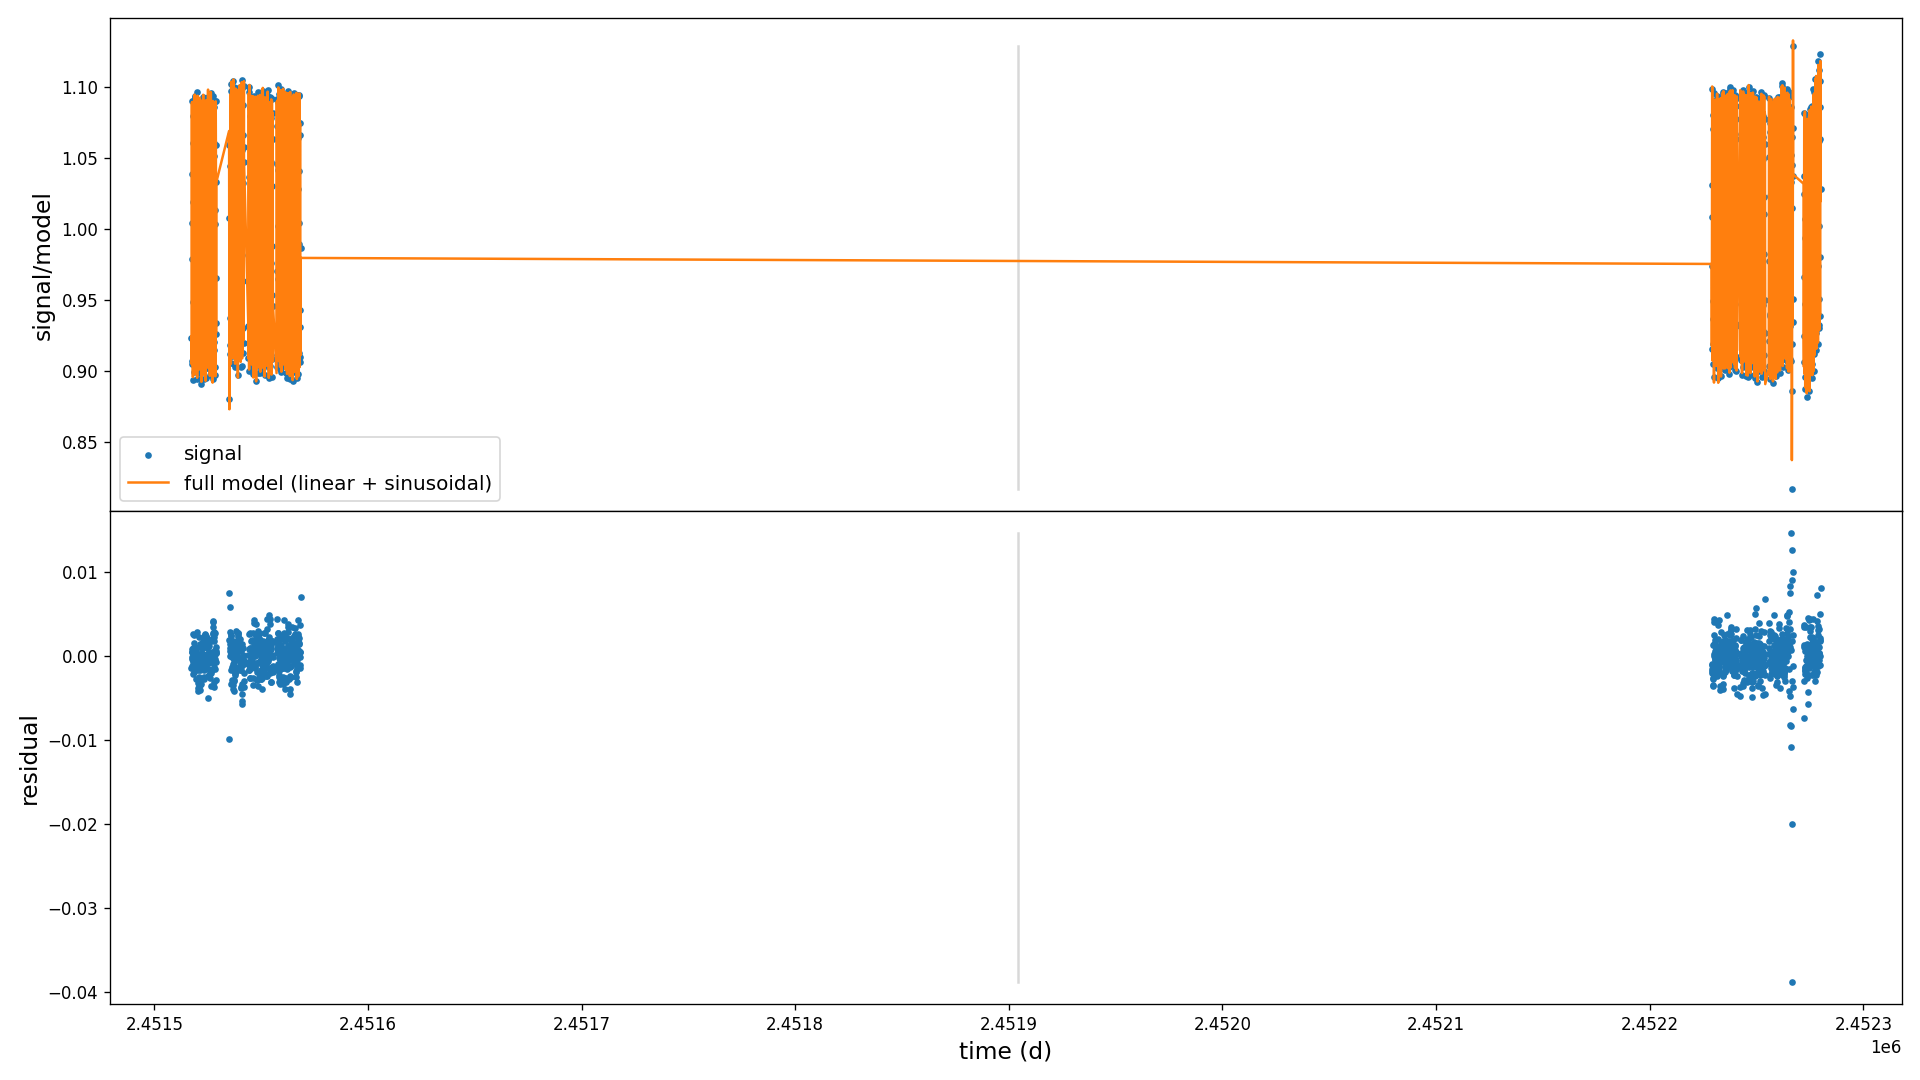 signal/model
1.10
1.05
1.00
0.95
0.90
0.85
signal
full model (linear + sinusoidal)
residual
0.01
0.00
−0.01
−0.02
−0.03
−0.04
2.4515 2.4516 2.4517 2.4518 2.4519 2.4520 2.4521 2.4522 2.4523
1e6
time (d)